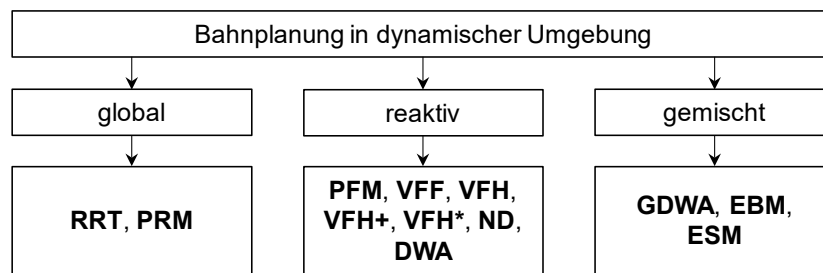 Bahnplanung in dynamischer Umgebung
global
reaktiv
gemischt
RRT, PRM
PFM, VFF, VFH,
VFH+, VFH*, ND,
DWA
GDWA, EBM,
ESM